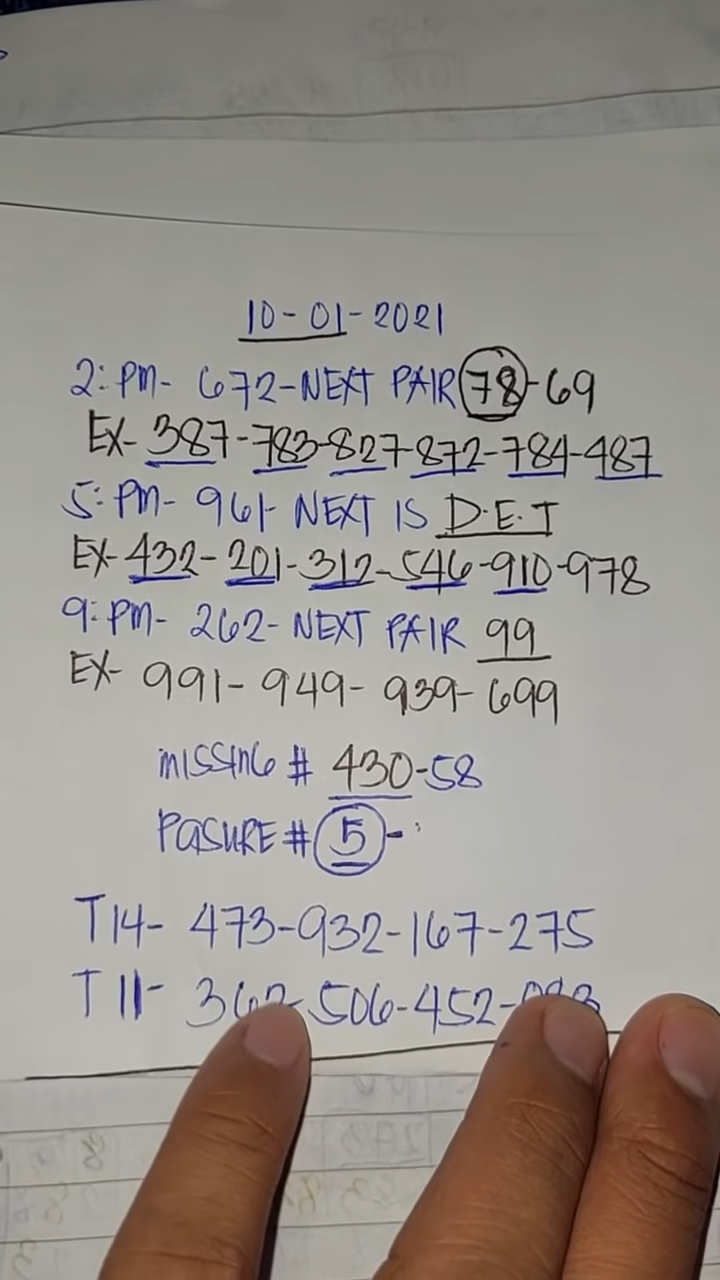 10-01-2021
2:PM- 672-NEXT PAIR 78-69
EX- 387-783-827-872-784-487
5:PM- 961- NEXT IS D.E.T
EX- 432-201-312-546-910-978
9:PM- 262- NEXT PAIR 99
EX- 991-949-939-699
MISSING # 430-58
PASURE # 5-
T14- 473-932-167-275
T11- 362-506-452-